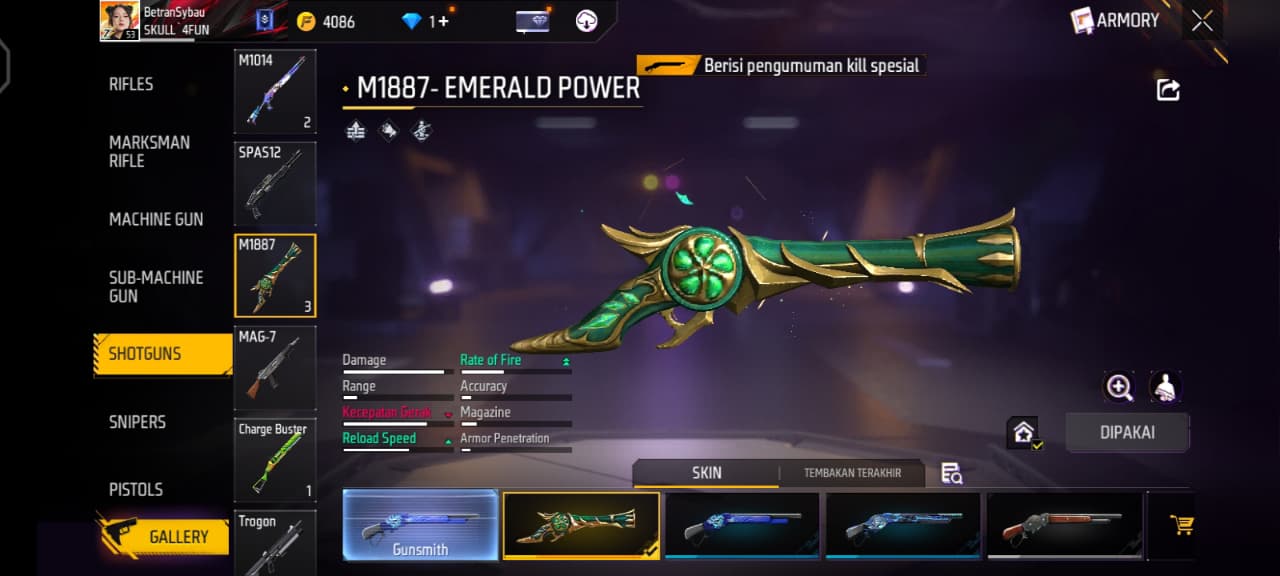 BetranSybau
SKULL`4FUN
53
4086
1+
ARMORY
RIFLES
MARKSMAN
RIFLE
MACHINE GUN
SUB-MACHINE
GUN
SHOTGUNS
SNIPERS
PISTOLS
GALLERY
M1014
2
SPAS12
M1887
3
MAG-7
Charge Buster
1
Trogon
Berisi pengumuman kill spesial
M1887- EMERALD POWER
Damage
Rate of Fire
Range
Accuracy
Kecepatan Gerak
Magazine
Reload Speed
Armor Penetration
DIPAKAI
SKIN
TEMBAKAN TERAKHIR
Gunsmith